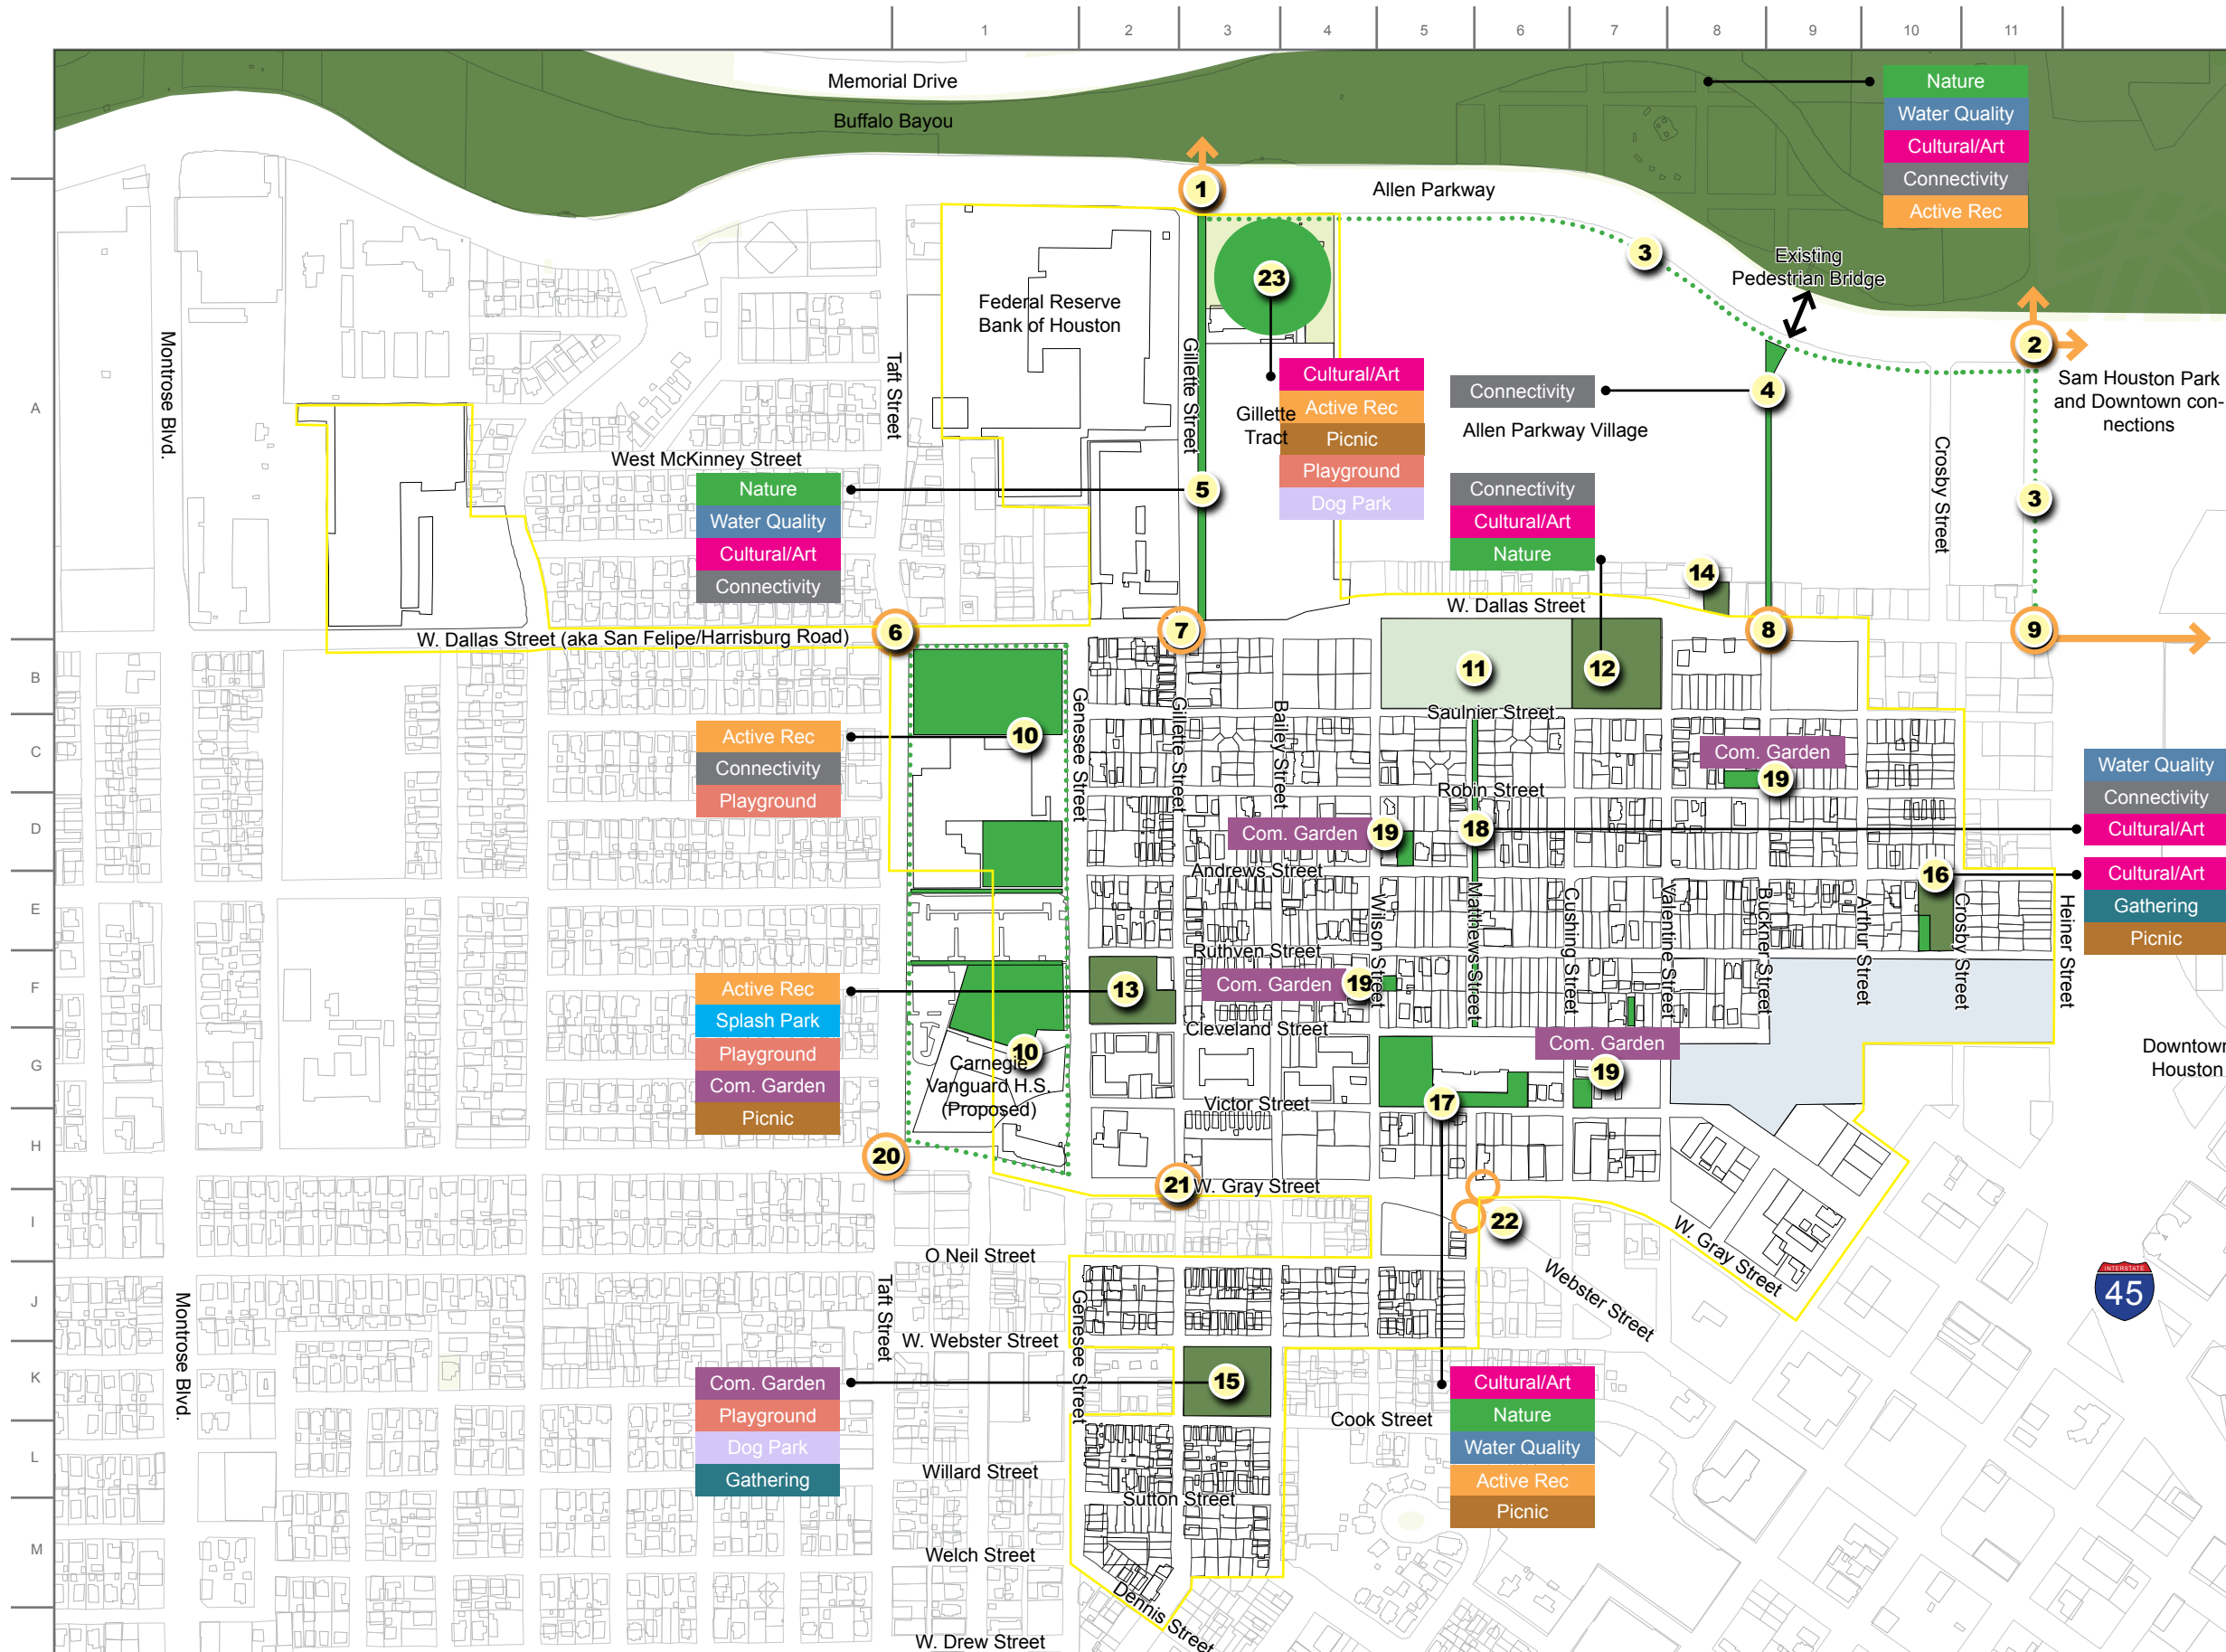 1
2
3
4
5
6
7
8
9
10
11
Memorial Drive
Buffalo Bayou
Nature
Water Quality
Cultural/Art
Connectivity
Active Rec
1
Allen Parkway
3
Existing
Pedestrian Bridge
2
Sam Houston Park
and Downtown con-
nections
23
Federal Reserve
Bank of Houston
Montrose Blvd.
Taft Street
Gillette Street
A
Cultural/Art
Active Rec
Picnic
Playground
Dog Park
Gillette
Tract
Connectivity
4
Allen Parkway Village
Crosby Street
West McKinney Street
Nature
Water Quality
Cultural/Art
Connectivity
5
Connectivity
Cultural/Art
Nature
3
14
W. Dallas Street
W. Dallas Street (aka San Felipe/Harrisburg Road)
6
7
8
9
B
11
12
Genesee Street
Gillette Street
Bailey Street
Saulnier Street
C
Active Rec
Connectivity
Playground
10
Com. Garden
19
Water Quality
Connectivity
Cultural/Art
Robin Street
D
Com. Garden
19
18
Andrews Street
16
Cultural/Art
Gathering
Picnic
E
Wilson Street
Matthews Street
Cushing Street
Valentine Street
Buckner Street
Arthur Street
Crosby Street
Heiner Street
Ruthven Street
F
Active Rec
Splash Park
Playground
Com. Garden
Picnic
13
Com. Garden
19
Cleveland Street
G
10
Carnegie
Vanguard H.S.
(Proposed)
Com. Garden
19
Downtown
Houston
Victor Street
17
H
20
21
W. Gray Street
I
22
W. Gray Street
O Neil Street
Webster Street
J
Montrose Blvd.
Taft Street
Genesee Street
INTERSTATE
45
W. Webster Street
K
Com. Garden
Playground
Dog Park
Gathering
15
Cultural/Art
Nature
Water Quality
Active Rec
Picnic
Cook Street
L
Willard Street
Sutton Street
M
Welch Street
Dennis Street
W. Drew Street